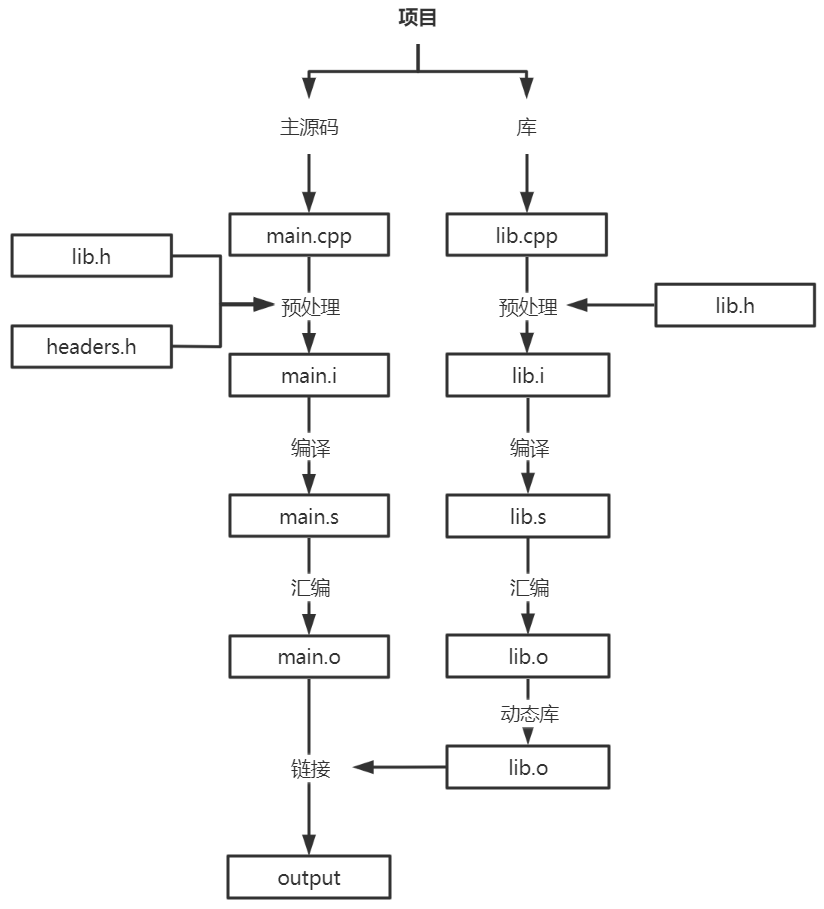 项目
主源码
库
main.cpp
lib.cpp
lib.h
headers.h
预处理
预处理
lib.h
main.i
lib.i
编译
编译
main.s
lib.s
汇编
汇编
main.o
lib.o
动态库
链接
lib.o
output